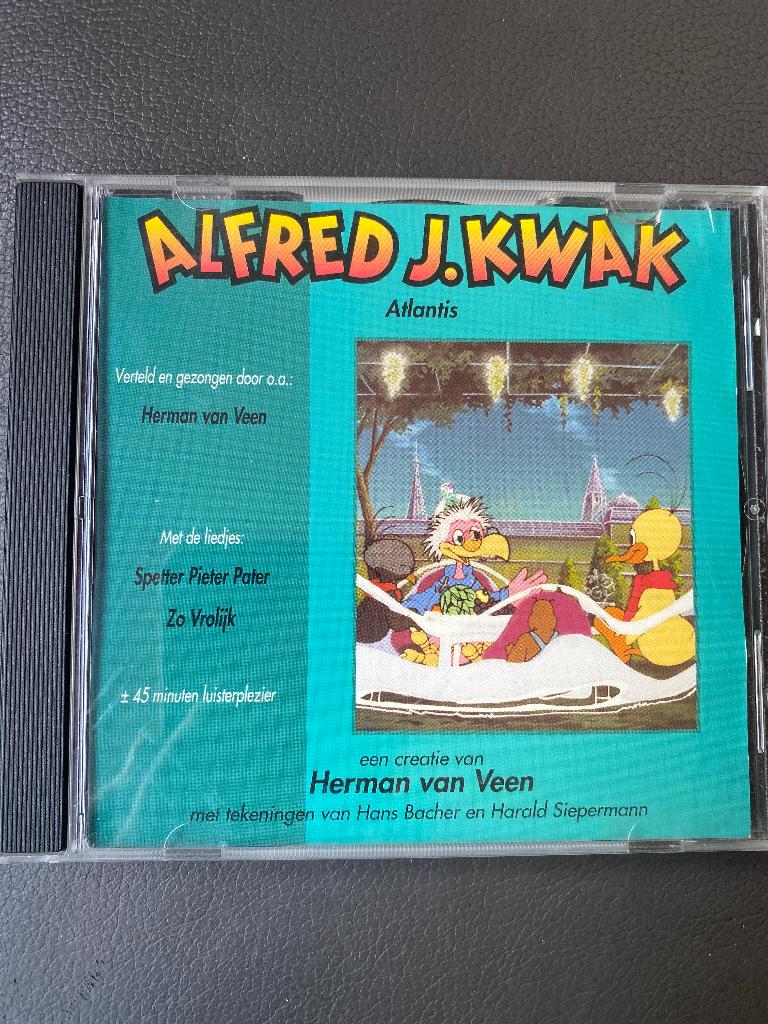 ALFRED J. KWAK
Atlantis
Verteld en gezongen door o.a.:
Herman van Veen
Met de liedjes:
Spetter Pieter Pater
Zo Vrolijk
± 45 minuten luisterplezier
een creatie van
Herman van Veen
met tekeningen van Hans Bacher en Harald Siepermann